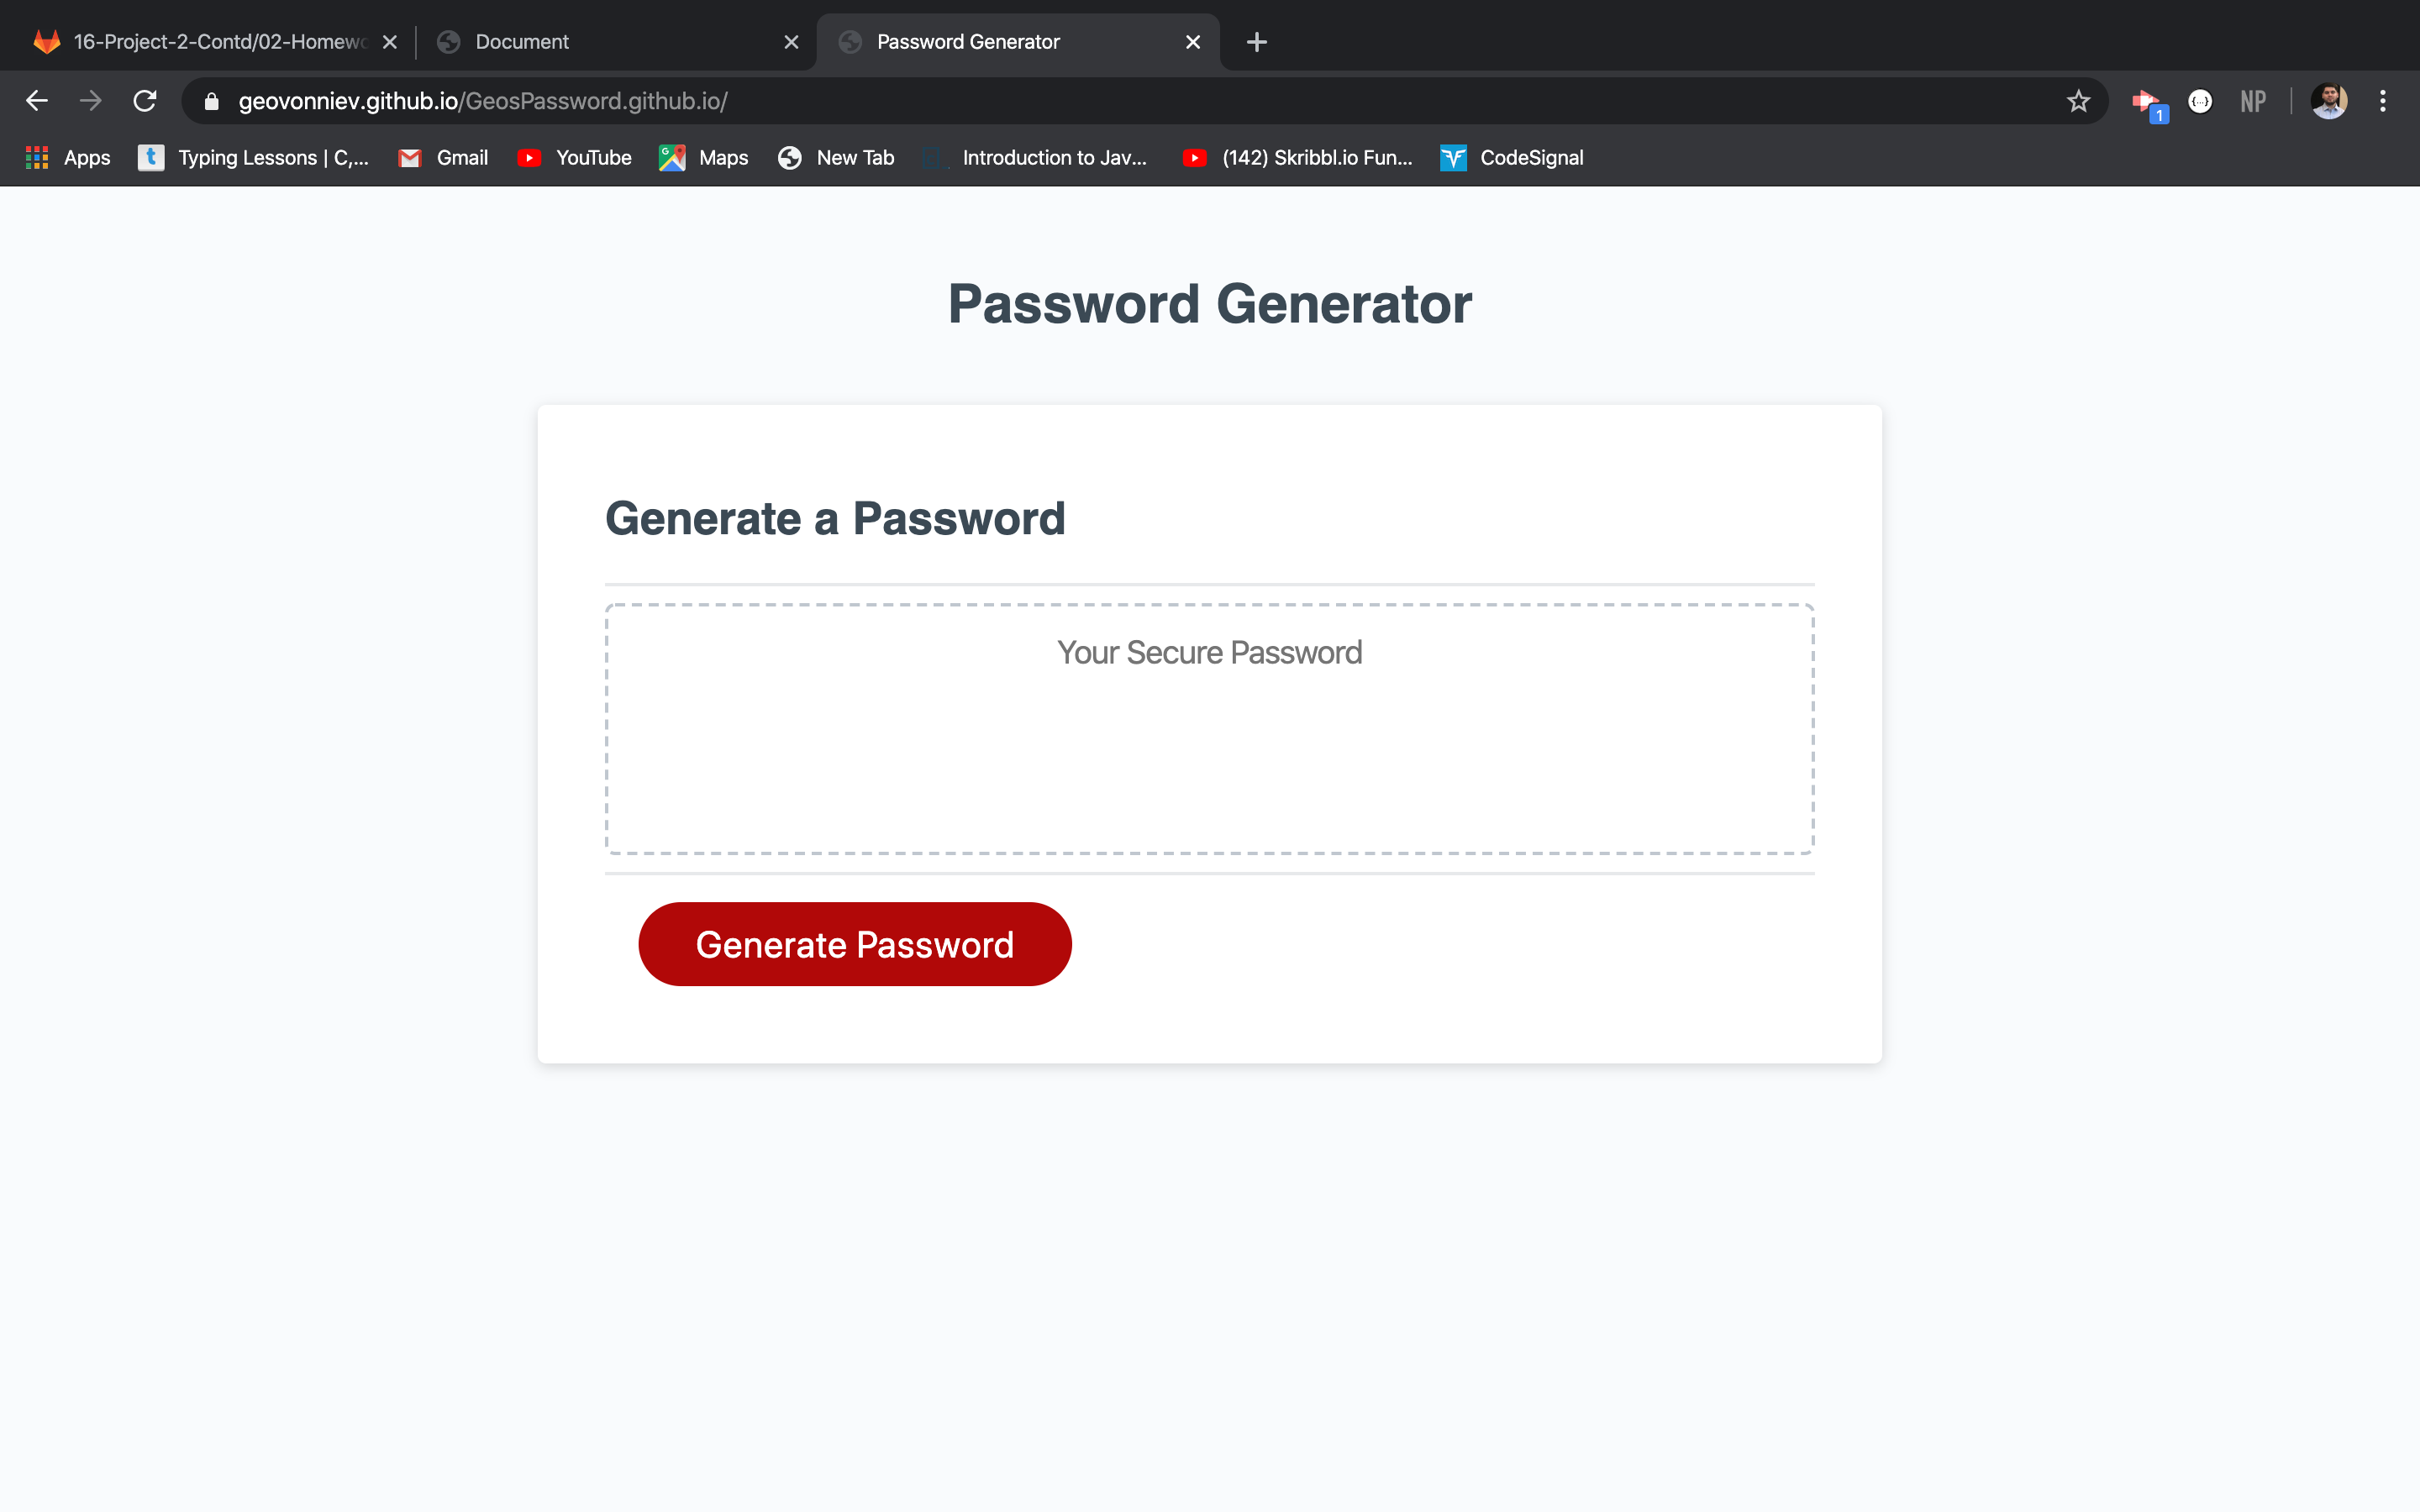 16-Project-2-Contd/02-Homewo
Document
Password Generator
geovonniev.github.io/GeosPassword.github.io/
1
{...}
NP
Apps
t
Typing Lessons | C,...
Gmail
YouTube
G
Maps
New Tab
Introduction to Jav...
(142) Skribbl.io Fun...
CodeSignal
Password Generator
Generate a Password
Your Secure Password
Generate Password